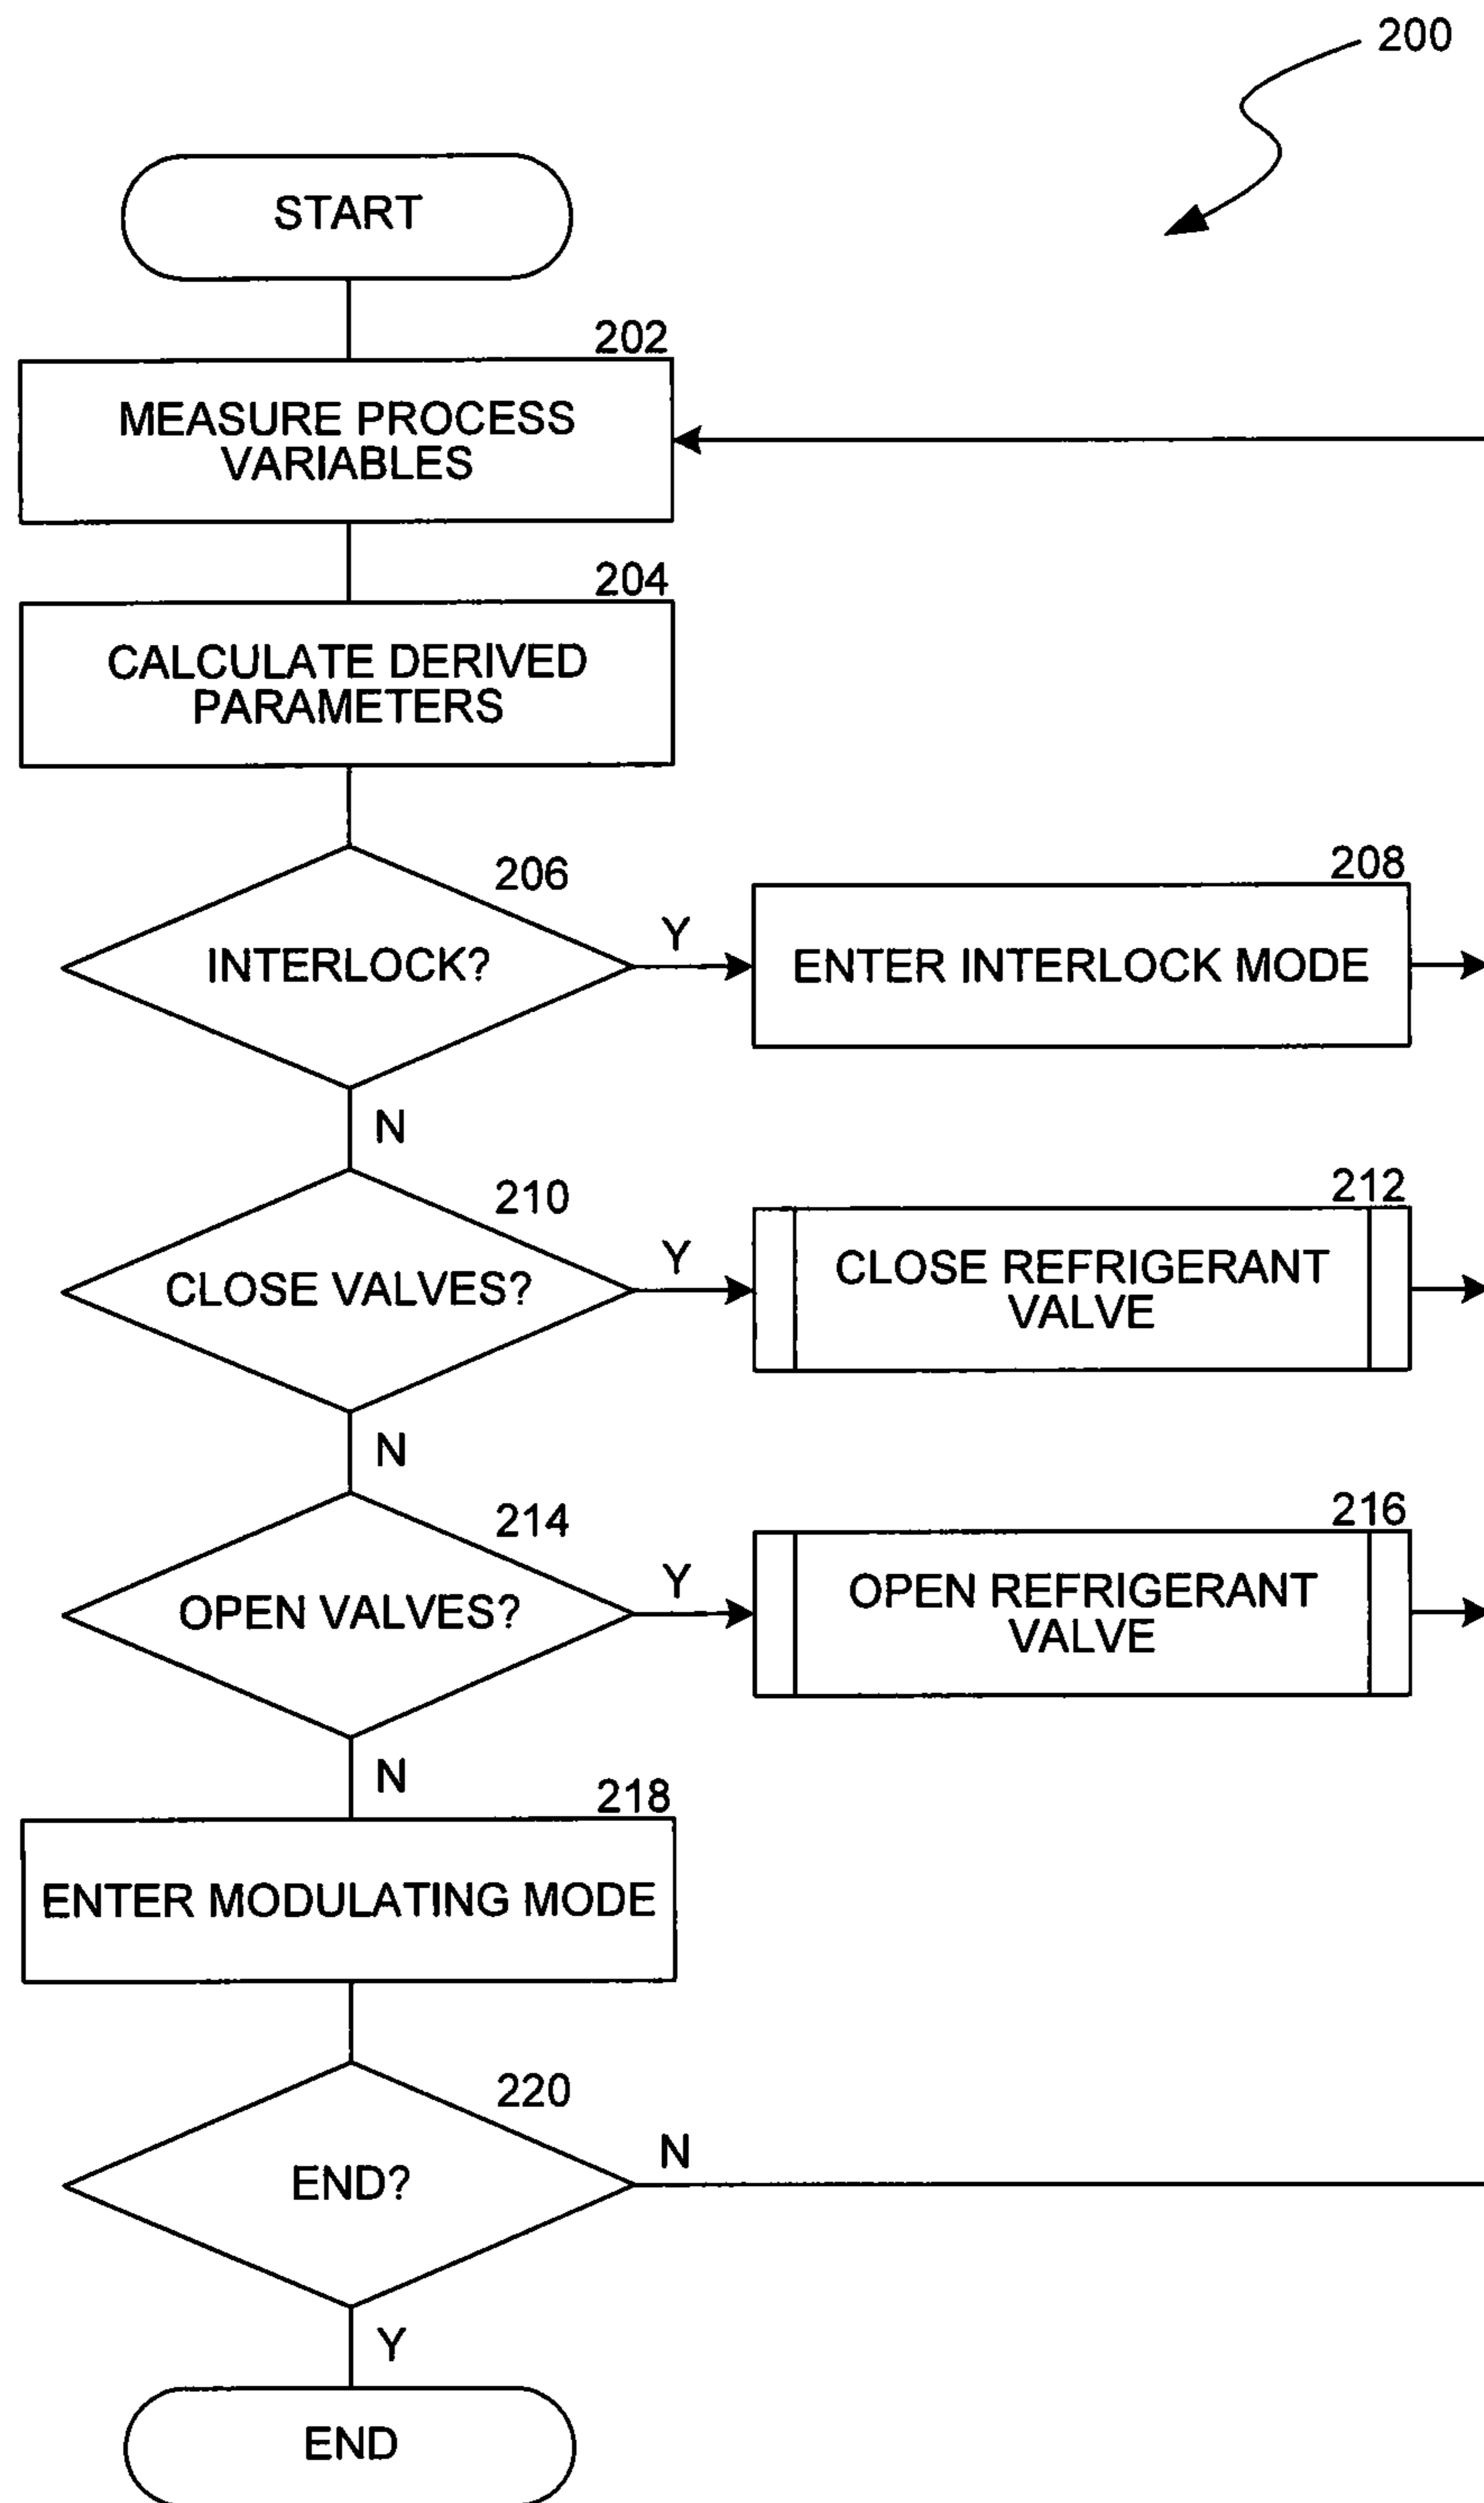 200
START
202
MEASURE PROCESS
VARIABLES
204
CALCULATE DERIVED
PARAMETERS
206
INTERLOCK?
Y
208
ENTER INTERLOCK MODE
N
210
CLOSE VALVES?
Y
212
CLOSE REFRIGERANT
VALVE
N
214
OPEN VALVES?
Y
216
OPEN REFRIGERANT
VALVE
N
218
ENTER MODULATING MODE
220
END?
N
Y
END